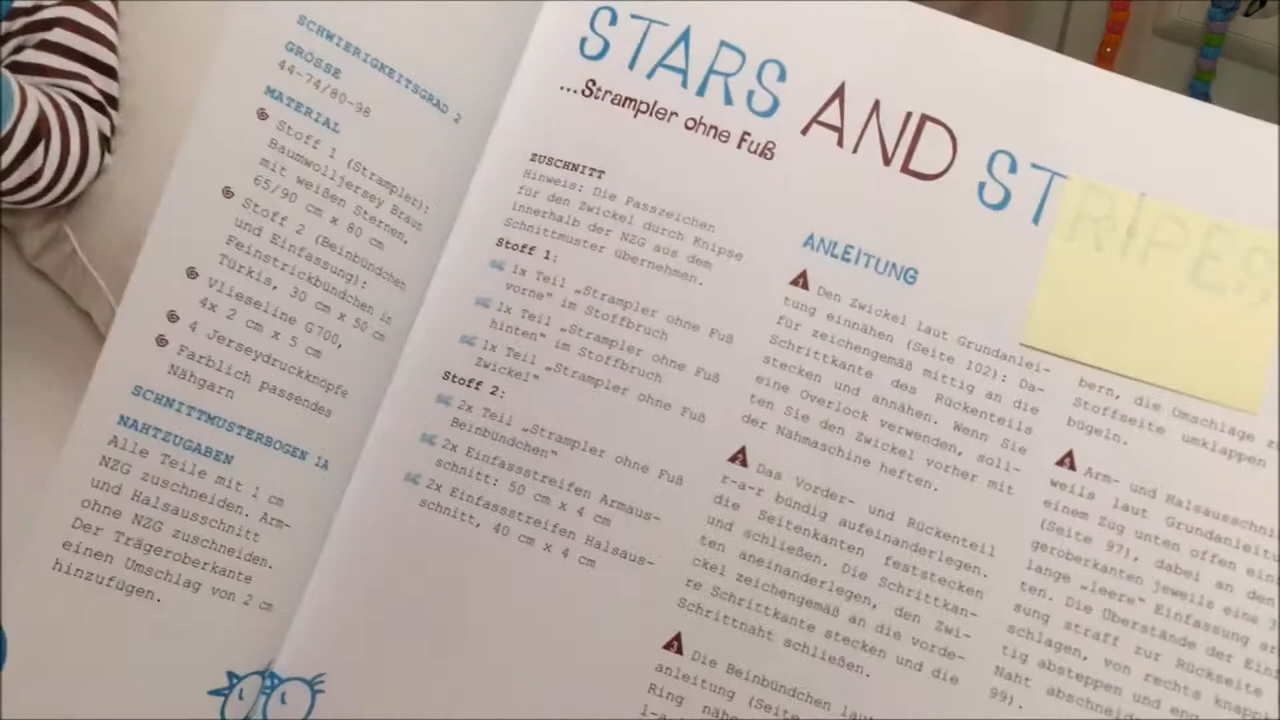 SCHWIERIGKEITSGRAD 2
GRÖSSE
44-74/80-98
MATERIAL
Stoff 1 (Strampler):
Baumwolljersey Braun
mit weißen Sternen,
65/90 cm x 80 cm
Stoff 2 (Beinbündchen
und Einfassung):
Feinstrickbündchen in
Türkis, 30 cm x 50 cm
Vlieseline G700,
4x 2 cm x 5 cm
4 Jerseydruckknöpfe
Farblich passendes
Nähgarn
SCHNITTMUSTERBOGEN 1A
NAHTZUGABEN
Alle Teile mit 1 cm
NZG zuschneiden. Arm-
und Halsausschnitt
ohne NZG zuschneiden.
Der Trägeroberkante
einen Umschlag von 2 cm
hinzufügen.
STARS AND STRIPES
...Strampler ohne Fuß
ZUSCHNITT
Hinweis: Die Passzeichen
für den Zwickel durch Knipse
innerhalb der NZG aus dem
Schnittmuster übernehmen.
Stoff 1:
1x Teil „Strampler ohne Fuß
vorne" im Stoffbruch
1x Teil „Strampler ohne Fuß
hinten" im Stoffbruch
1x Teil „Strampler ohne Fuß
Zwickel"
Stoff 2:
2x Teil „Strampler ohne Fuß
Beinbündchen"
2x Einfassstreifen Armaus-
schnitt: 50 cm x 4 cm
2x Einfassstreifen Halsaus-
schnitt, 40 cm x 4 cm
ANLEITUNG
1 Den Zwickel laut Grundanlei-
tung einnähen (Seite 102): Da-
für zeichengemäß mittig an die
Schrittkante des Rückenteils
stecken und annähen. Wenn Sie
eine Overlock verwenden, soll-
ten Sie den Zwickel vorher mit
der Nähmaschine heften.
2 Das Vorder- und Rückenteil
r-a-r bündig aufeinanderlegen,
die Seitenkanten feststecken
und schließen. Die Schrittkan-
ten aneinanderlegen, den Zwi-
ckel zeichengemäß an die vorde-
re Schrittkante stecken und die
Schrittnaht schließen.
3 Die Beinbündchen laut
anleitung (Seite
Ring nähe
bern, die Umschläge
Stoffseite umklappen
bügeln.
Arm- und Halsausschni
weils laut Grundanleitu
einem Zug unten offen ein
(Seite 97), dabei an den
geroberkanten jeweils eine
lange „leere" Einfassung
ten. Die Überstände der Ein
sung straff zur Rückseite
schlagen, von rechts knapp
tig absteppen und
Naht abschneid
99).